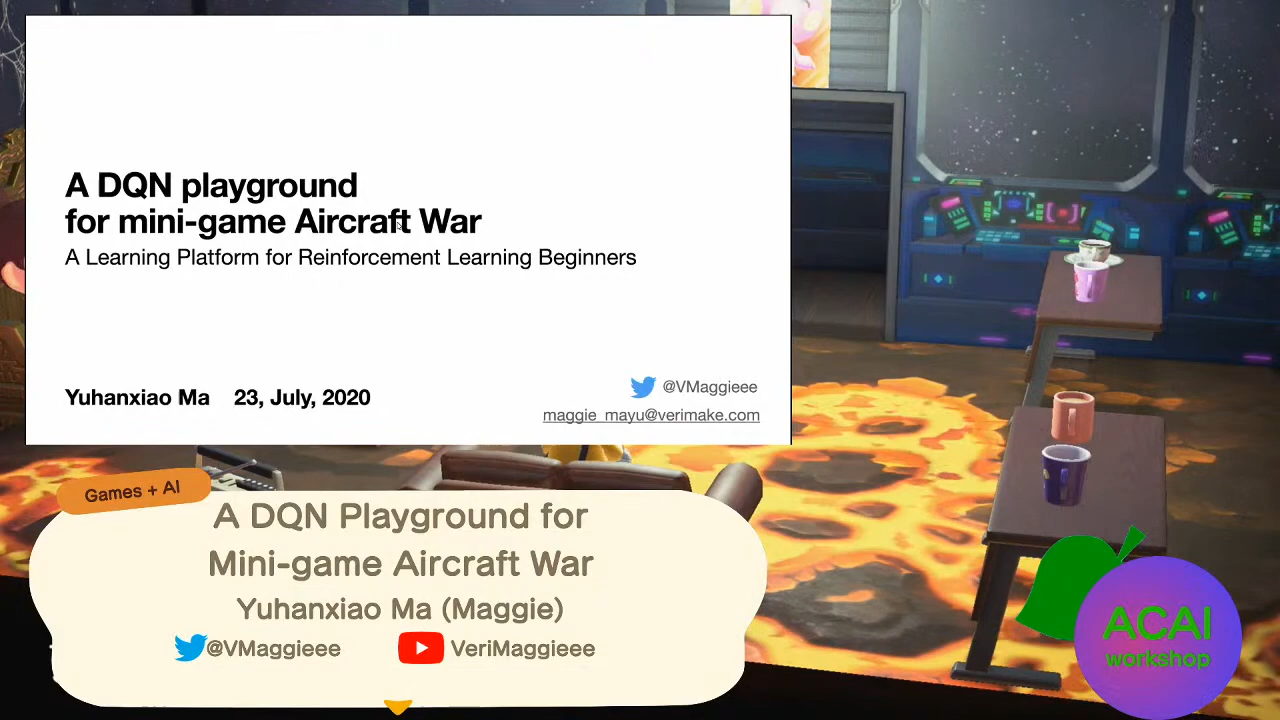 A DQN playground
for mini-game Aircraft War
A Learning Platform for Reinforcement Learning Beginners
Yuhanxiao Ma 23, July, 2020
@VMaggieee
maggie_mayu@verimake.com
Games + AI
A DQN Playground for
Mini-game Aircraft War
Yuhanxiao Ma (Maggie)
@VMaggieee VeriMaggieee
ACAI
workshop